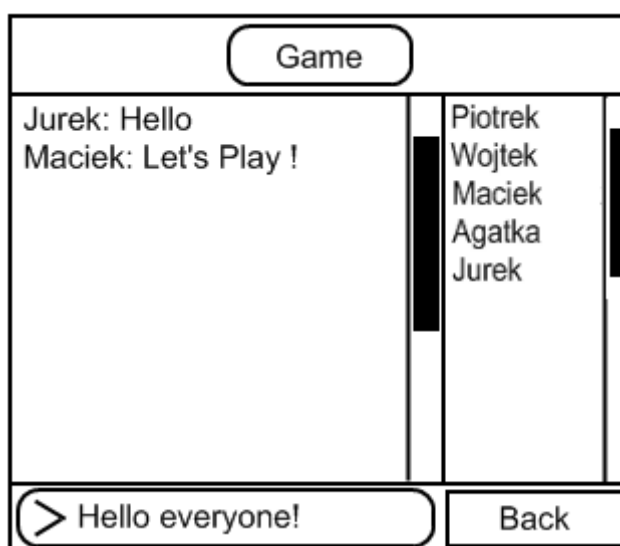 Game
Jurek: Hello
Maciek: Let's Play !
Piotrek
Wojtek
Maciek
Agatka
Jurek
> Hello everyone!
Back